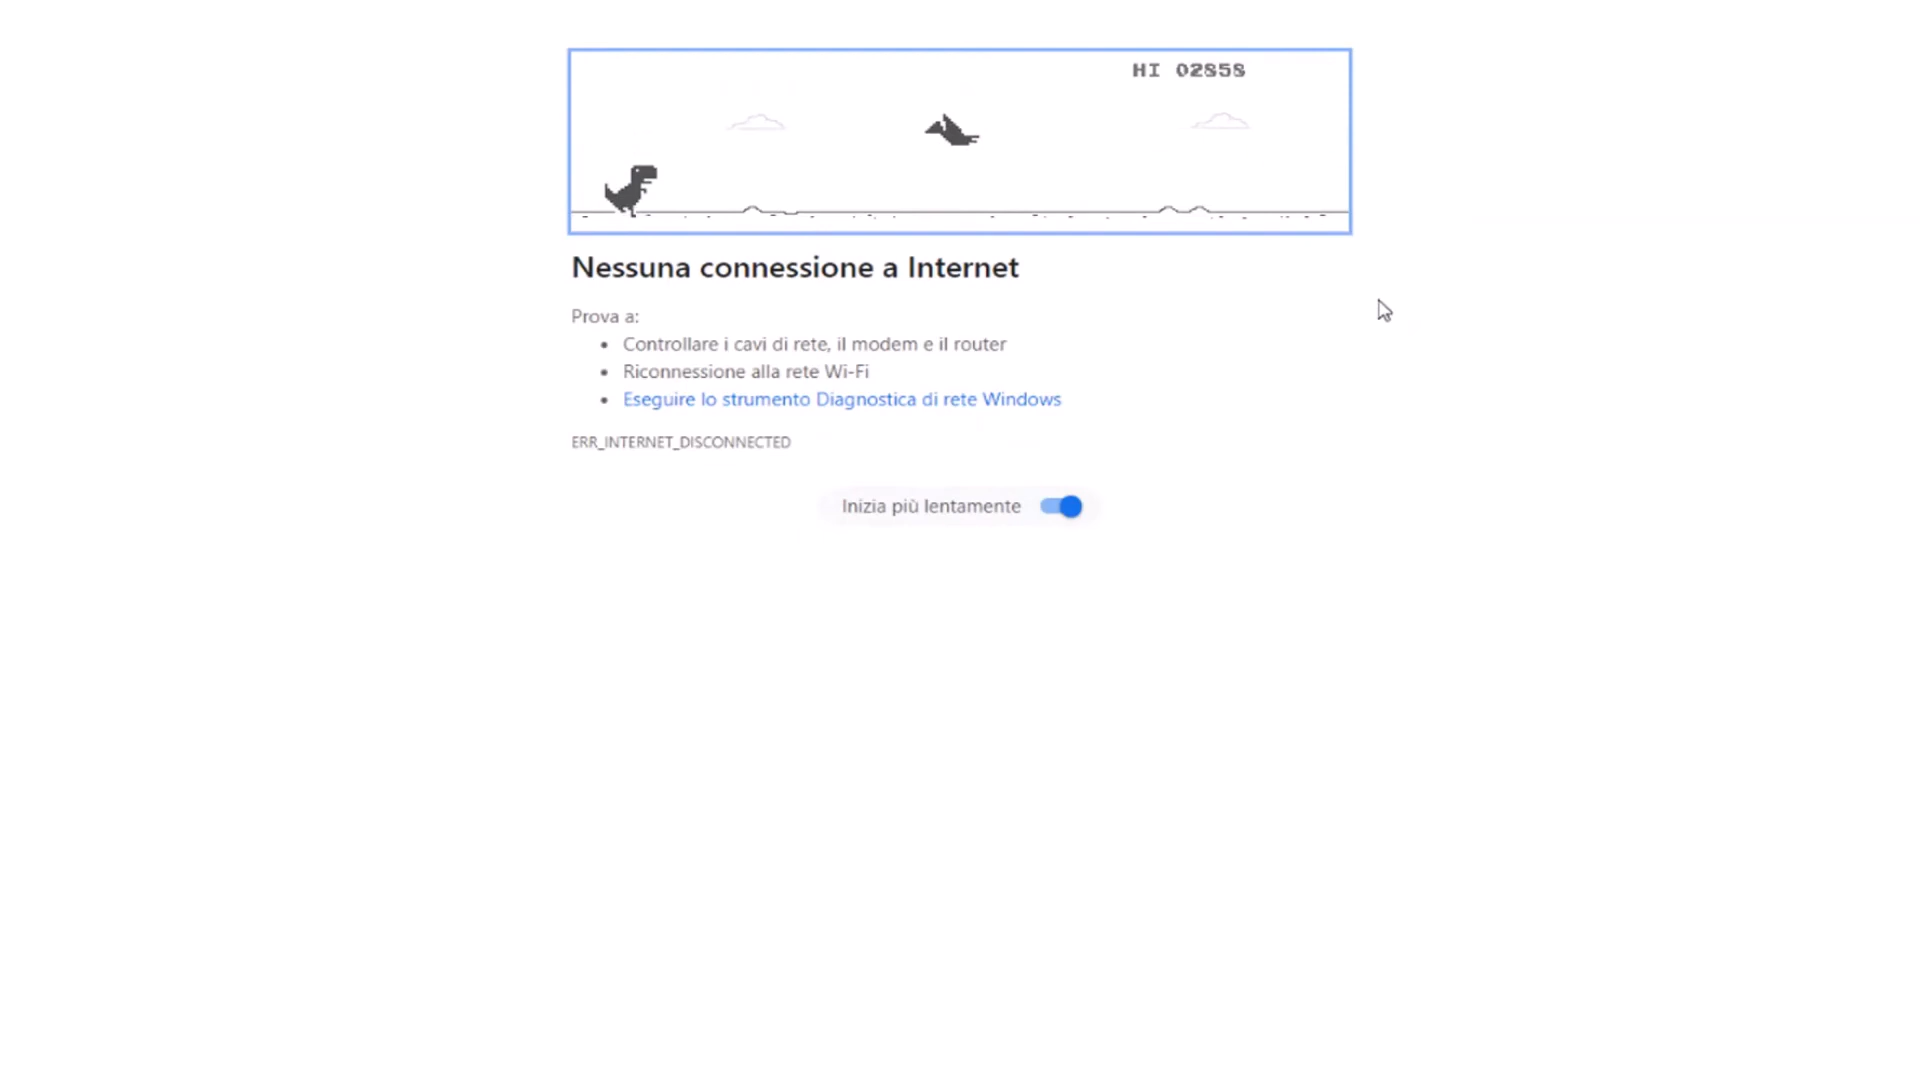 HI 02858
Nessuna connessione a Internet
Prova a:
Controllare i cavi di rete, il modem e il router
Riconnessione alla rete Wi-Fi
Eseguire lo strumento Diagnostica di rete Windows
ERR_INTERNET_DISCONNECTED
Inizia più lentamente